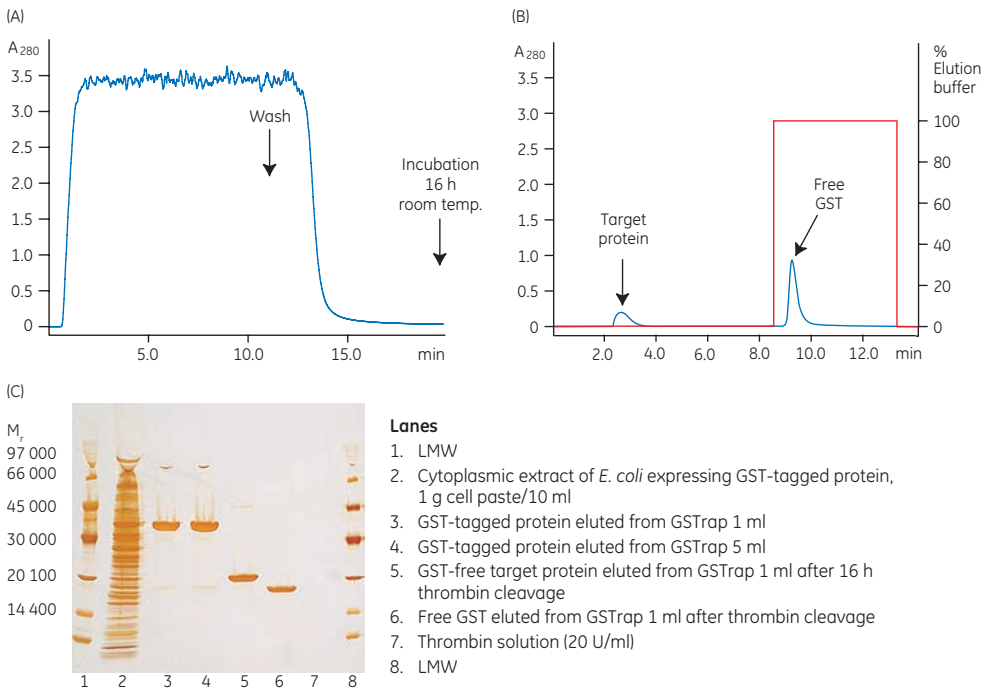 (A)
A280
3.5
3.0
2.5
2.0
1.5
1.0
0.5
0
Wash
Incubation
16 h
room temp.
5.0 10.0 15.0 min
(B)
A280
3.5
3.0
2.5
2.0
1.5
1.0
0.5
0
Target
protein
Free
GST
%
Elution
buffer
100
80
60
40
20
0
2.0 4.0 6.0 8.0 10.0 12.0 min
(C)
Mr
97 000
66 000
45 000
30 000
20 100
14 400
1 2 3 4 5 6 7 8
Lanes
1. LMW
2. Cytoplasmic extract of E. coli expressing GST-tagged protein,
1 g cell paste/10 ml
3. GST-tagged protein eluted from GSTrap 1 ml
4. GST-tagged protein eluted from GSTrap 5 ml
5. GST-free target protein eluted from GSTrap 1 ml after 16 h
thrombin cleavage
6. Free GST eluted from GSTrap 1 ml after thrombin cleavage
7. Thrombin solution (20 U/ml)
8. LMW